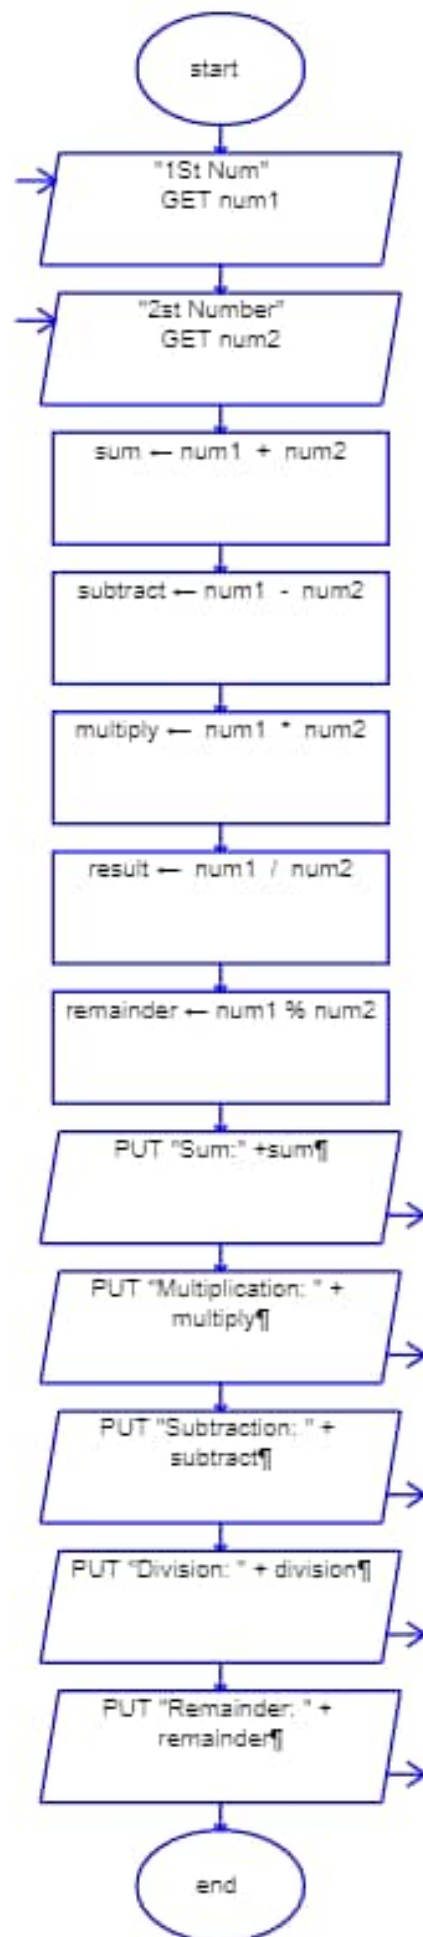 start
"1St Num"
GET num1
"2st Number"
GET num2
sum ← num1 + num2
subtract ← num1 - num2
multiply ← num1 * num2
result ← num1 / num2
remainder ← num1 % num2
PUT "Sum:" +sum¶
PUT "Multiplication: " +
multiply¶
PUT "Subtraction: " +
subtract¶
PUT "Division: " + division¶
PUT "Remainder: " +
remainder¶
end